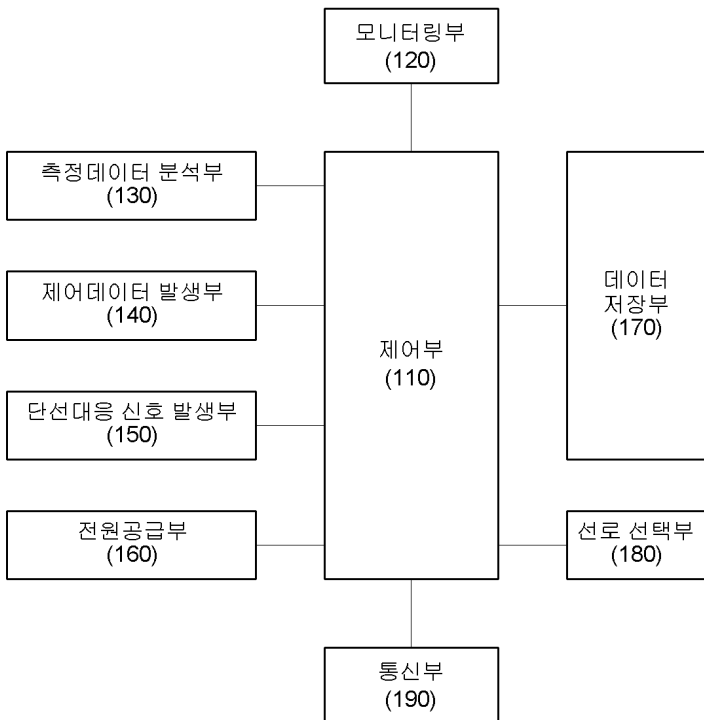 모니터링부
(120)
측정데이터 분석부
(130)
제어데이터 발생부
(140)
단선대응 신호 발생부
(150)
전원공급부
(160)
제어부
(110)
데이터
저장부
(170)
선로 선택부
(180)
통신부
(190)